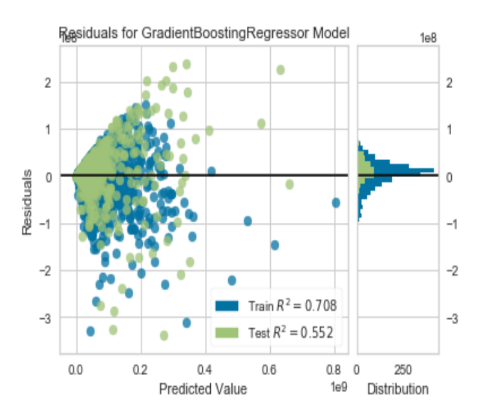 Residuals for GradientBoostingRegressor Model
1e8
1e8
2
1
0
−1
−2
−3
2
1
0
−1
−2
−3
Residuals
Train R² = 0.708
Test R² = 0.552
0.0 0.2 0.4 0.6 0.8
1e9
0 250
Predicted Value
Distribution